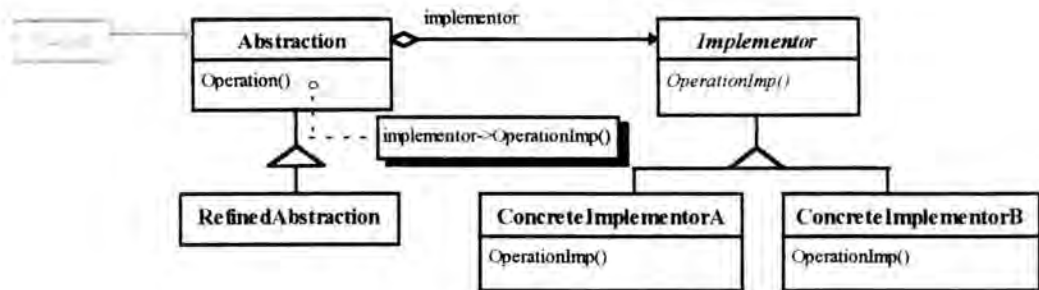 implementor
Abstraction
Implementor
Operation()
OperationImp()
implementor->OperationImp()
RefinedAbstraction
ConcreteImplementorA
ConcreteImplementorB
OperationImp()
OperationImp()